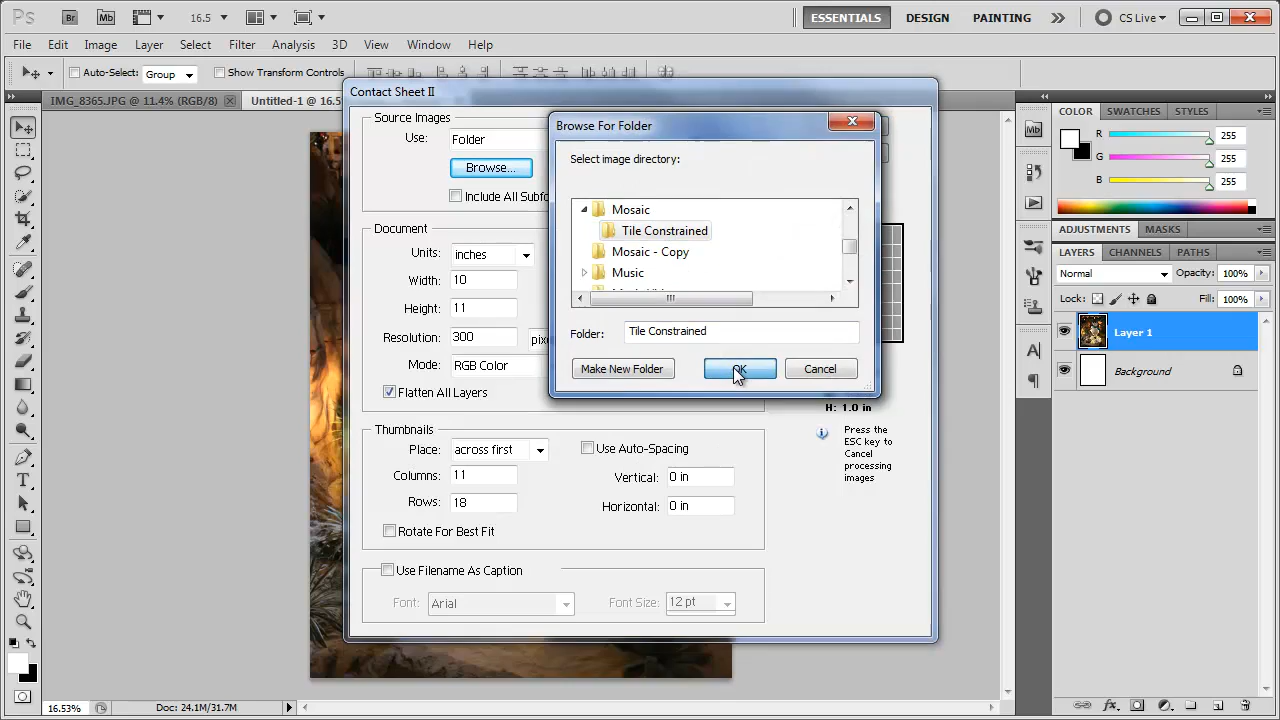 Ps Br Mb 16.5 ESSENTIALS DESIGN PAINTING CS Live
File Edit Image Layer Select Filter Analysis 3D View Window Help
Auto-Select: Group Show Transform Controls
IMG_8365.JPG @ 11.4% (RGB/8) Untitled-1 @ 16.5
Contact Sheet II
Source Images
Use: Folder
Browse...
Include All Subfo
Document
Units: inches
Width: 10
Height: 11
Resolution: 300 pix
Mode: RGB Color
Flatten All Layers
Thumbnails
Place: across first
Use Auto-Spacing
Columns: 11
Vertical: 0 in
Rows: 18
Horizontal: 0 in
Rotate For Best Fit
Use Filename As Caption
Font: Arial
Font Size: 12 pt
H: 1.0 in
Press the
ESC key to
Cancel
processing
images
Browse For Folder
Select image directory:
Mosaic
Tile Constrained
Mosaic - Copy
Music
Folder: Tile Constrained
Make New Folder OK Cancel
Mb
COLOR SWATCHES STYLES
R 255
G 255
B 255
ADJUSTMENTS MASKS
LAYERS CHANNELS PATHS
Normal Opacity: 100%
Lock: Fill: 100%
Layer 1
Background
16.53% Doc: 24.1M/31.7M